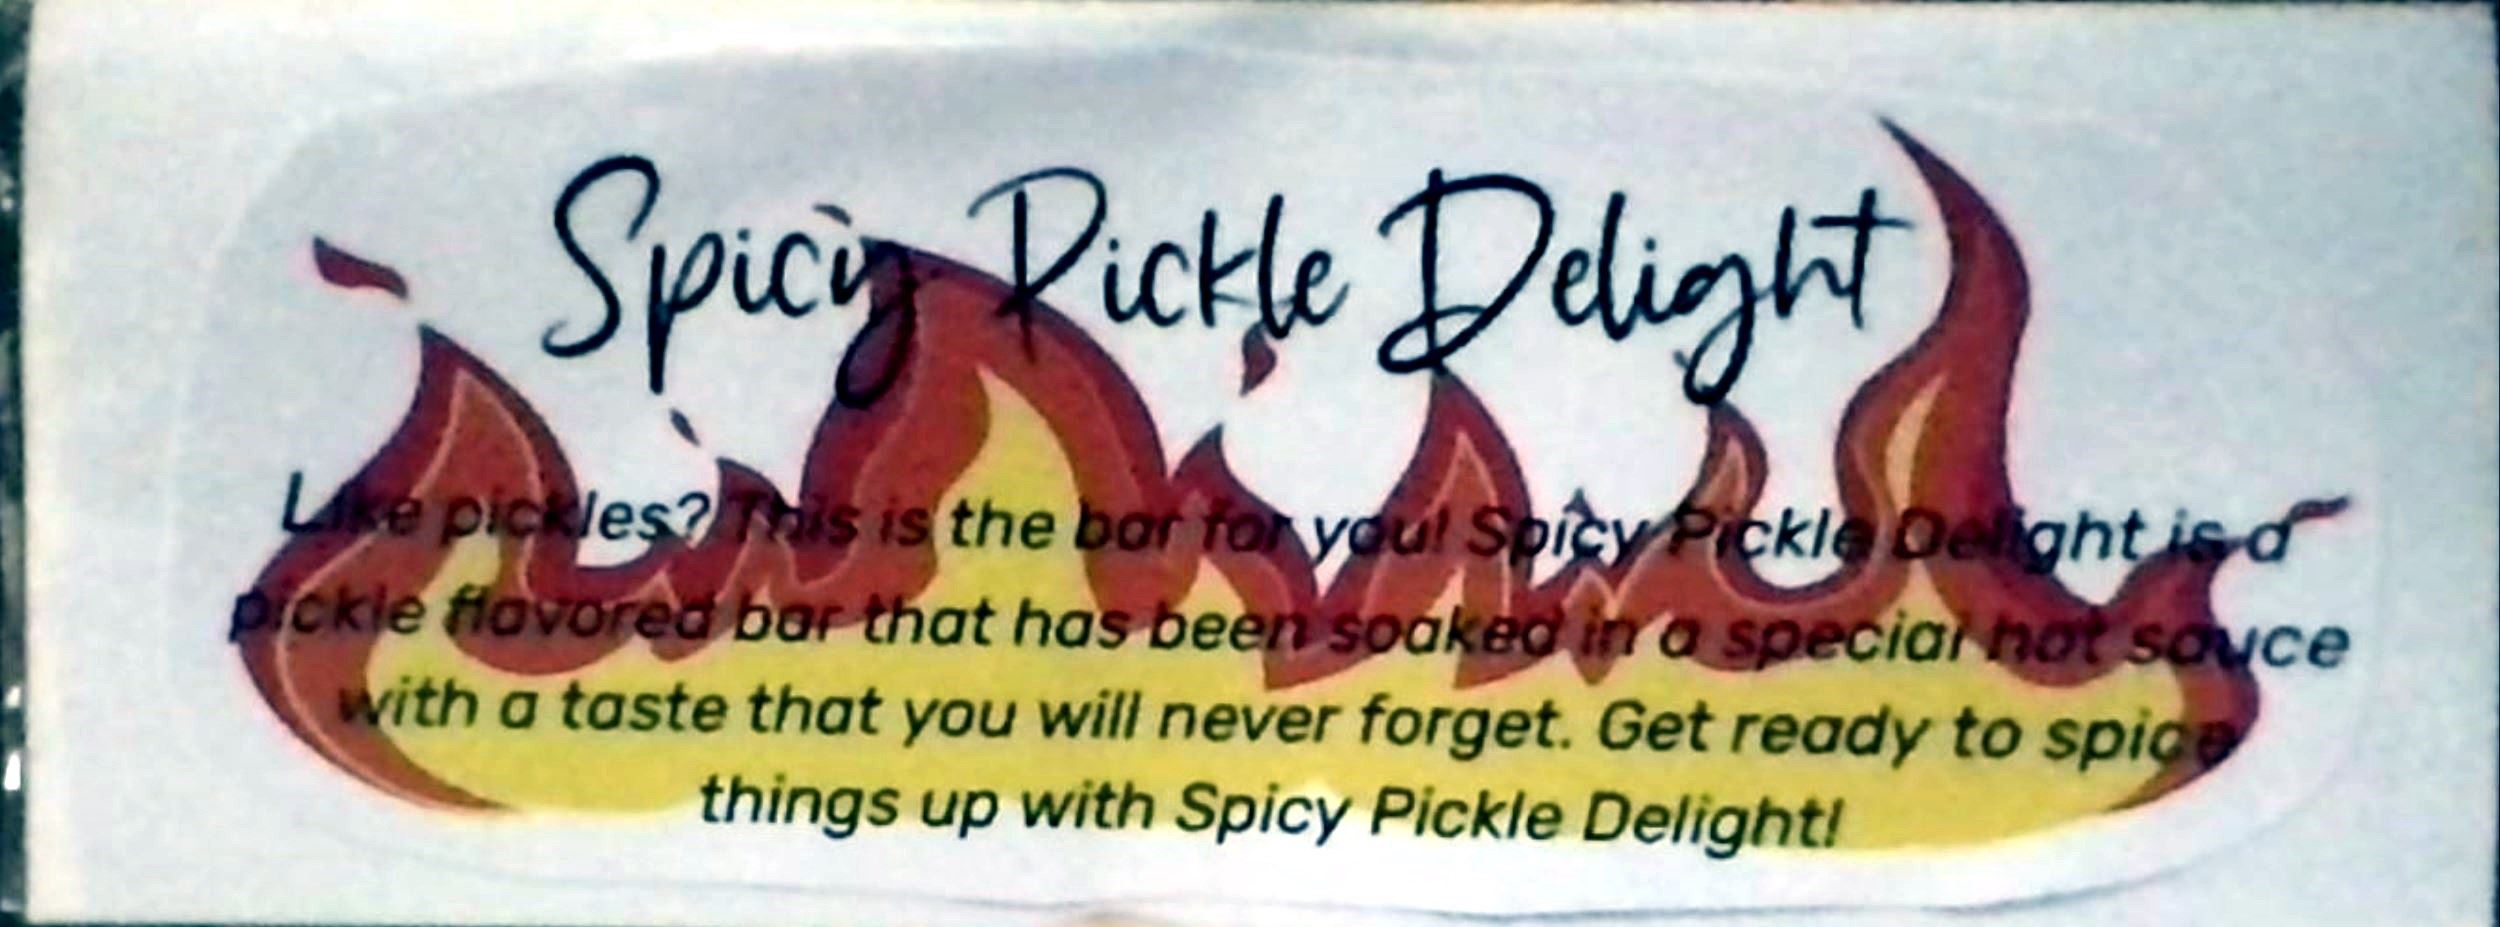 Spicy Pickle Delight
Like pickles? This is the bar for you! Spicy Pickle Delight is a
pickle flavored bar that has been soaked in a special hot sauce
with a taste that you will never forget. Get ready to spice
things up with Spicy Pickle Delight!